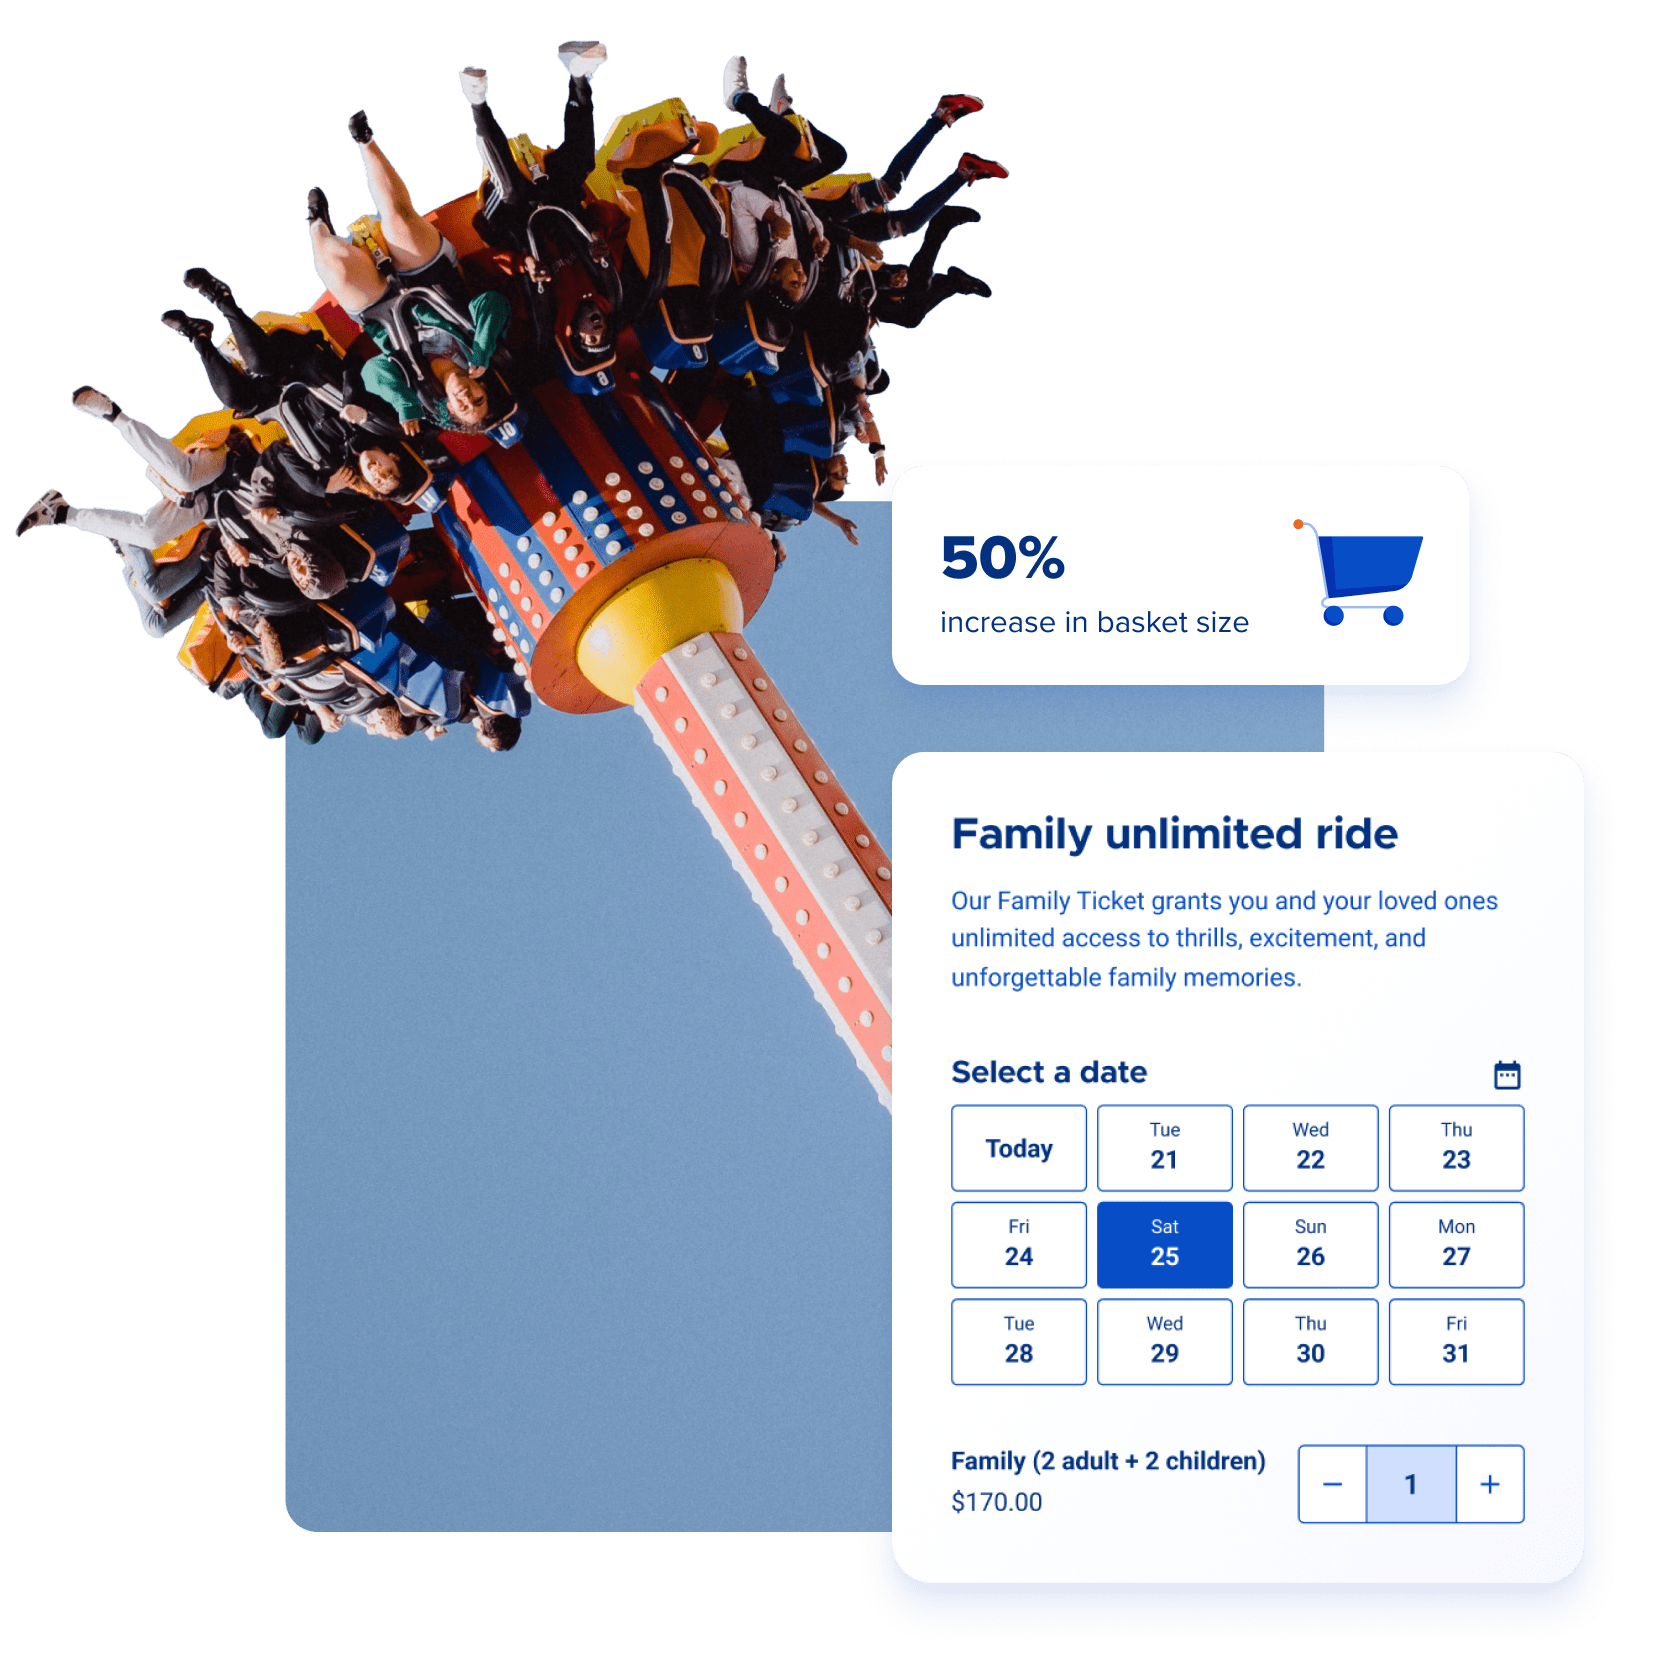 50%
increase in basket size
Family unlimited ride
Our Family Ticket grants you and your loved ones
unlimited access to thrills, excitement, and
unforgettable family memories.
Select a date
Today
Tue
21
Wed
22
Thu
23
Fri
24
Sat
25
Sun
26
Mon
27
Tue
28
Wed
29
Thu
30
Fri
31
Family (2 adult + 2 children)
$170.00
− 1 +